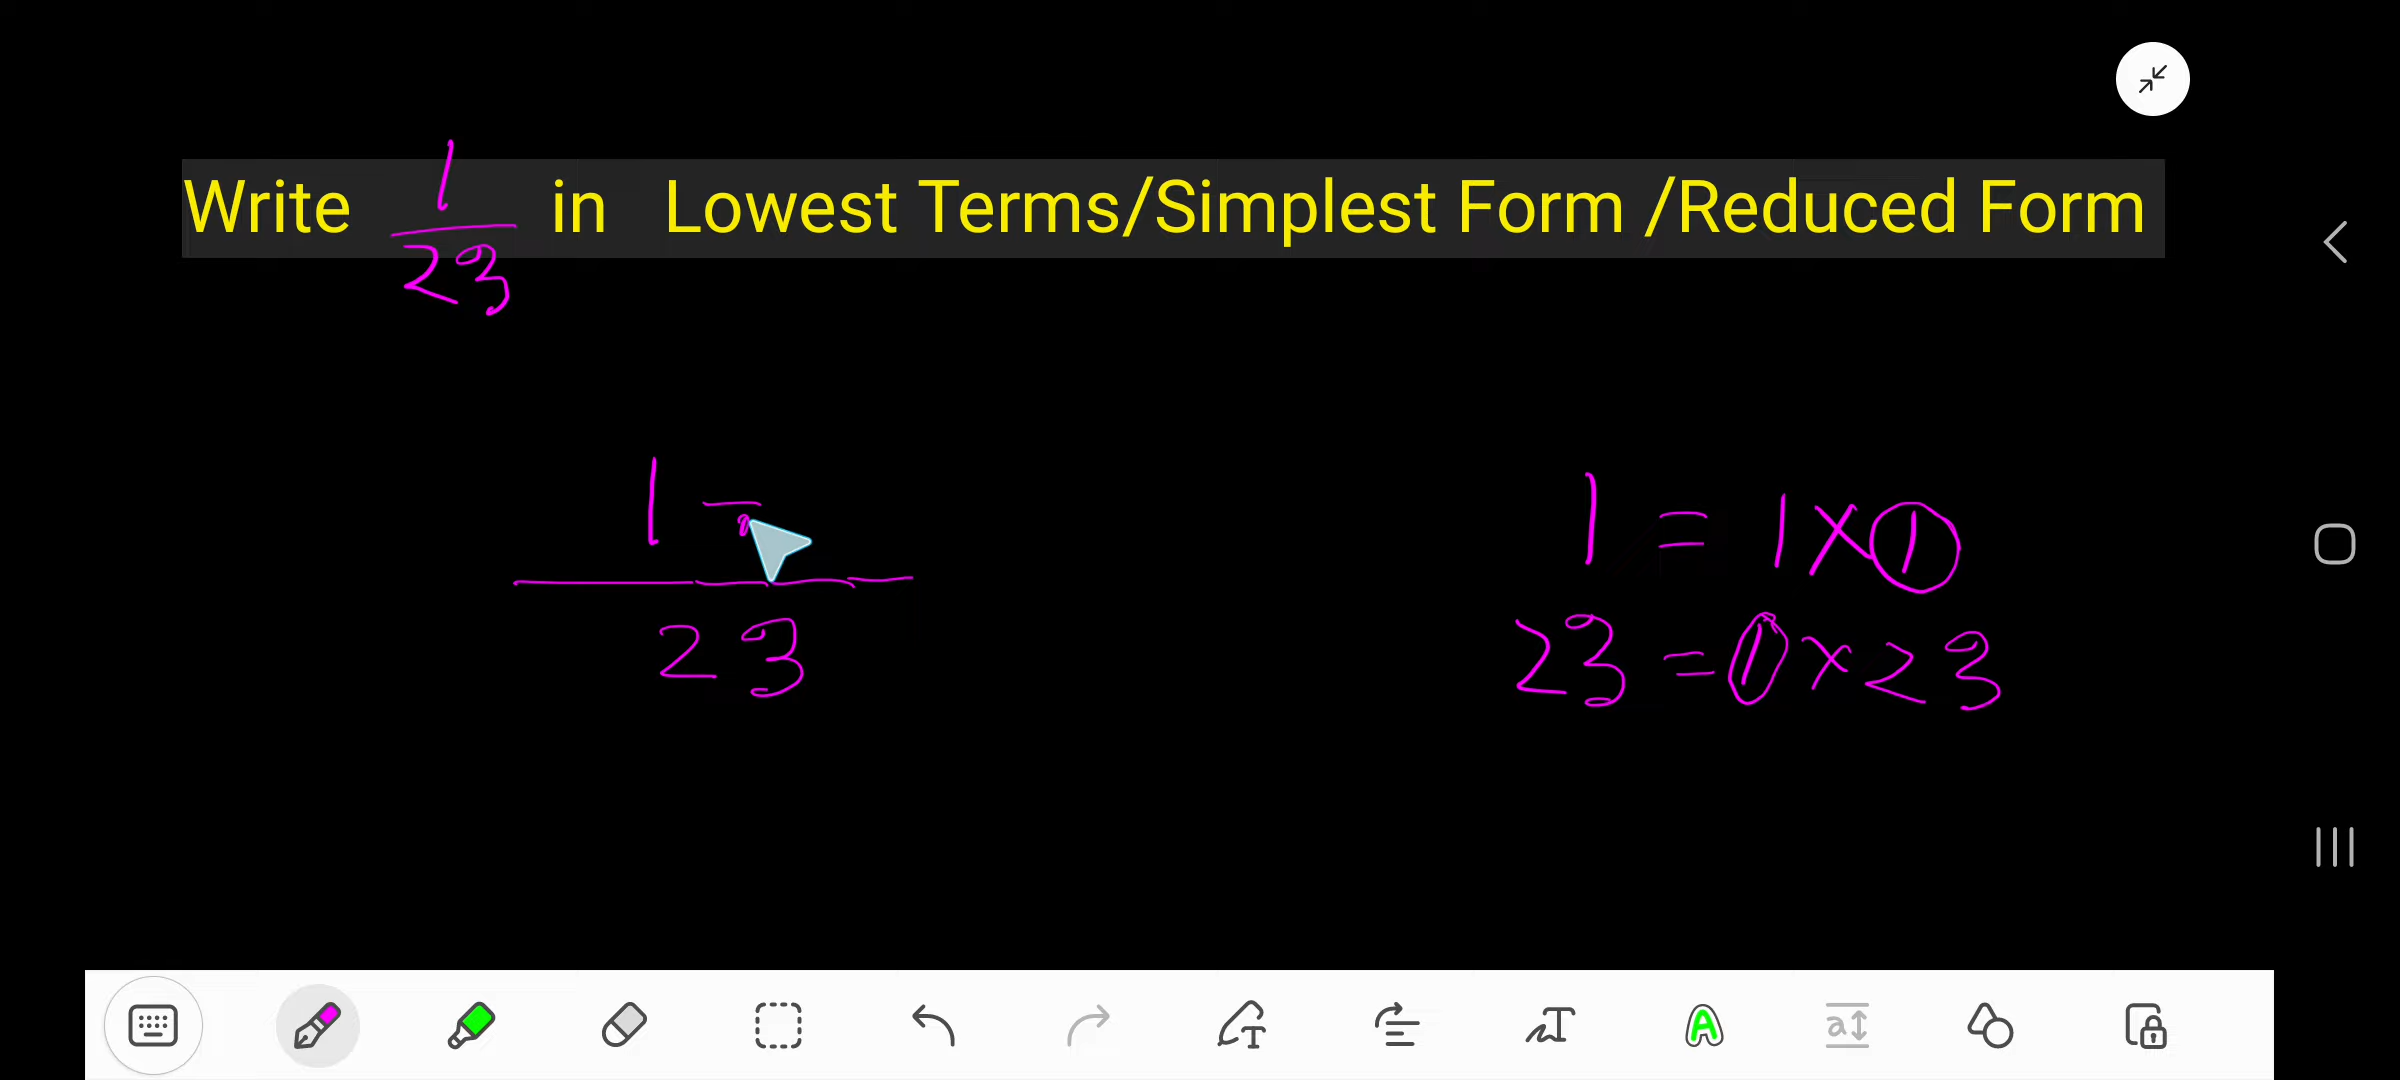 Write 1/23 in Lowest Terms/Simplest Form /Reduced Form
1 ÷
23
1 = 1×1
23 = 1×23